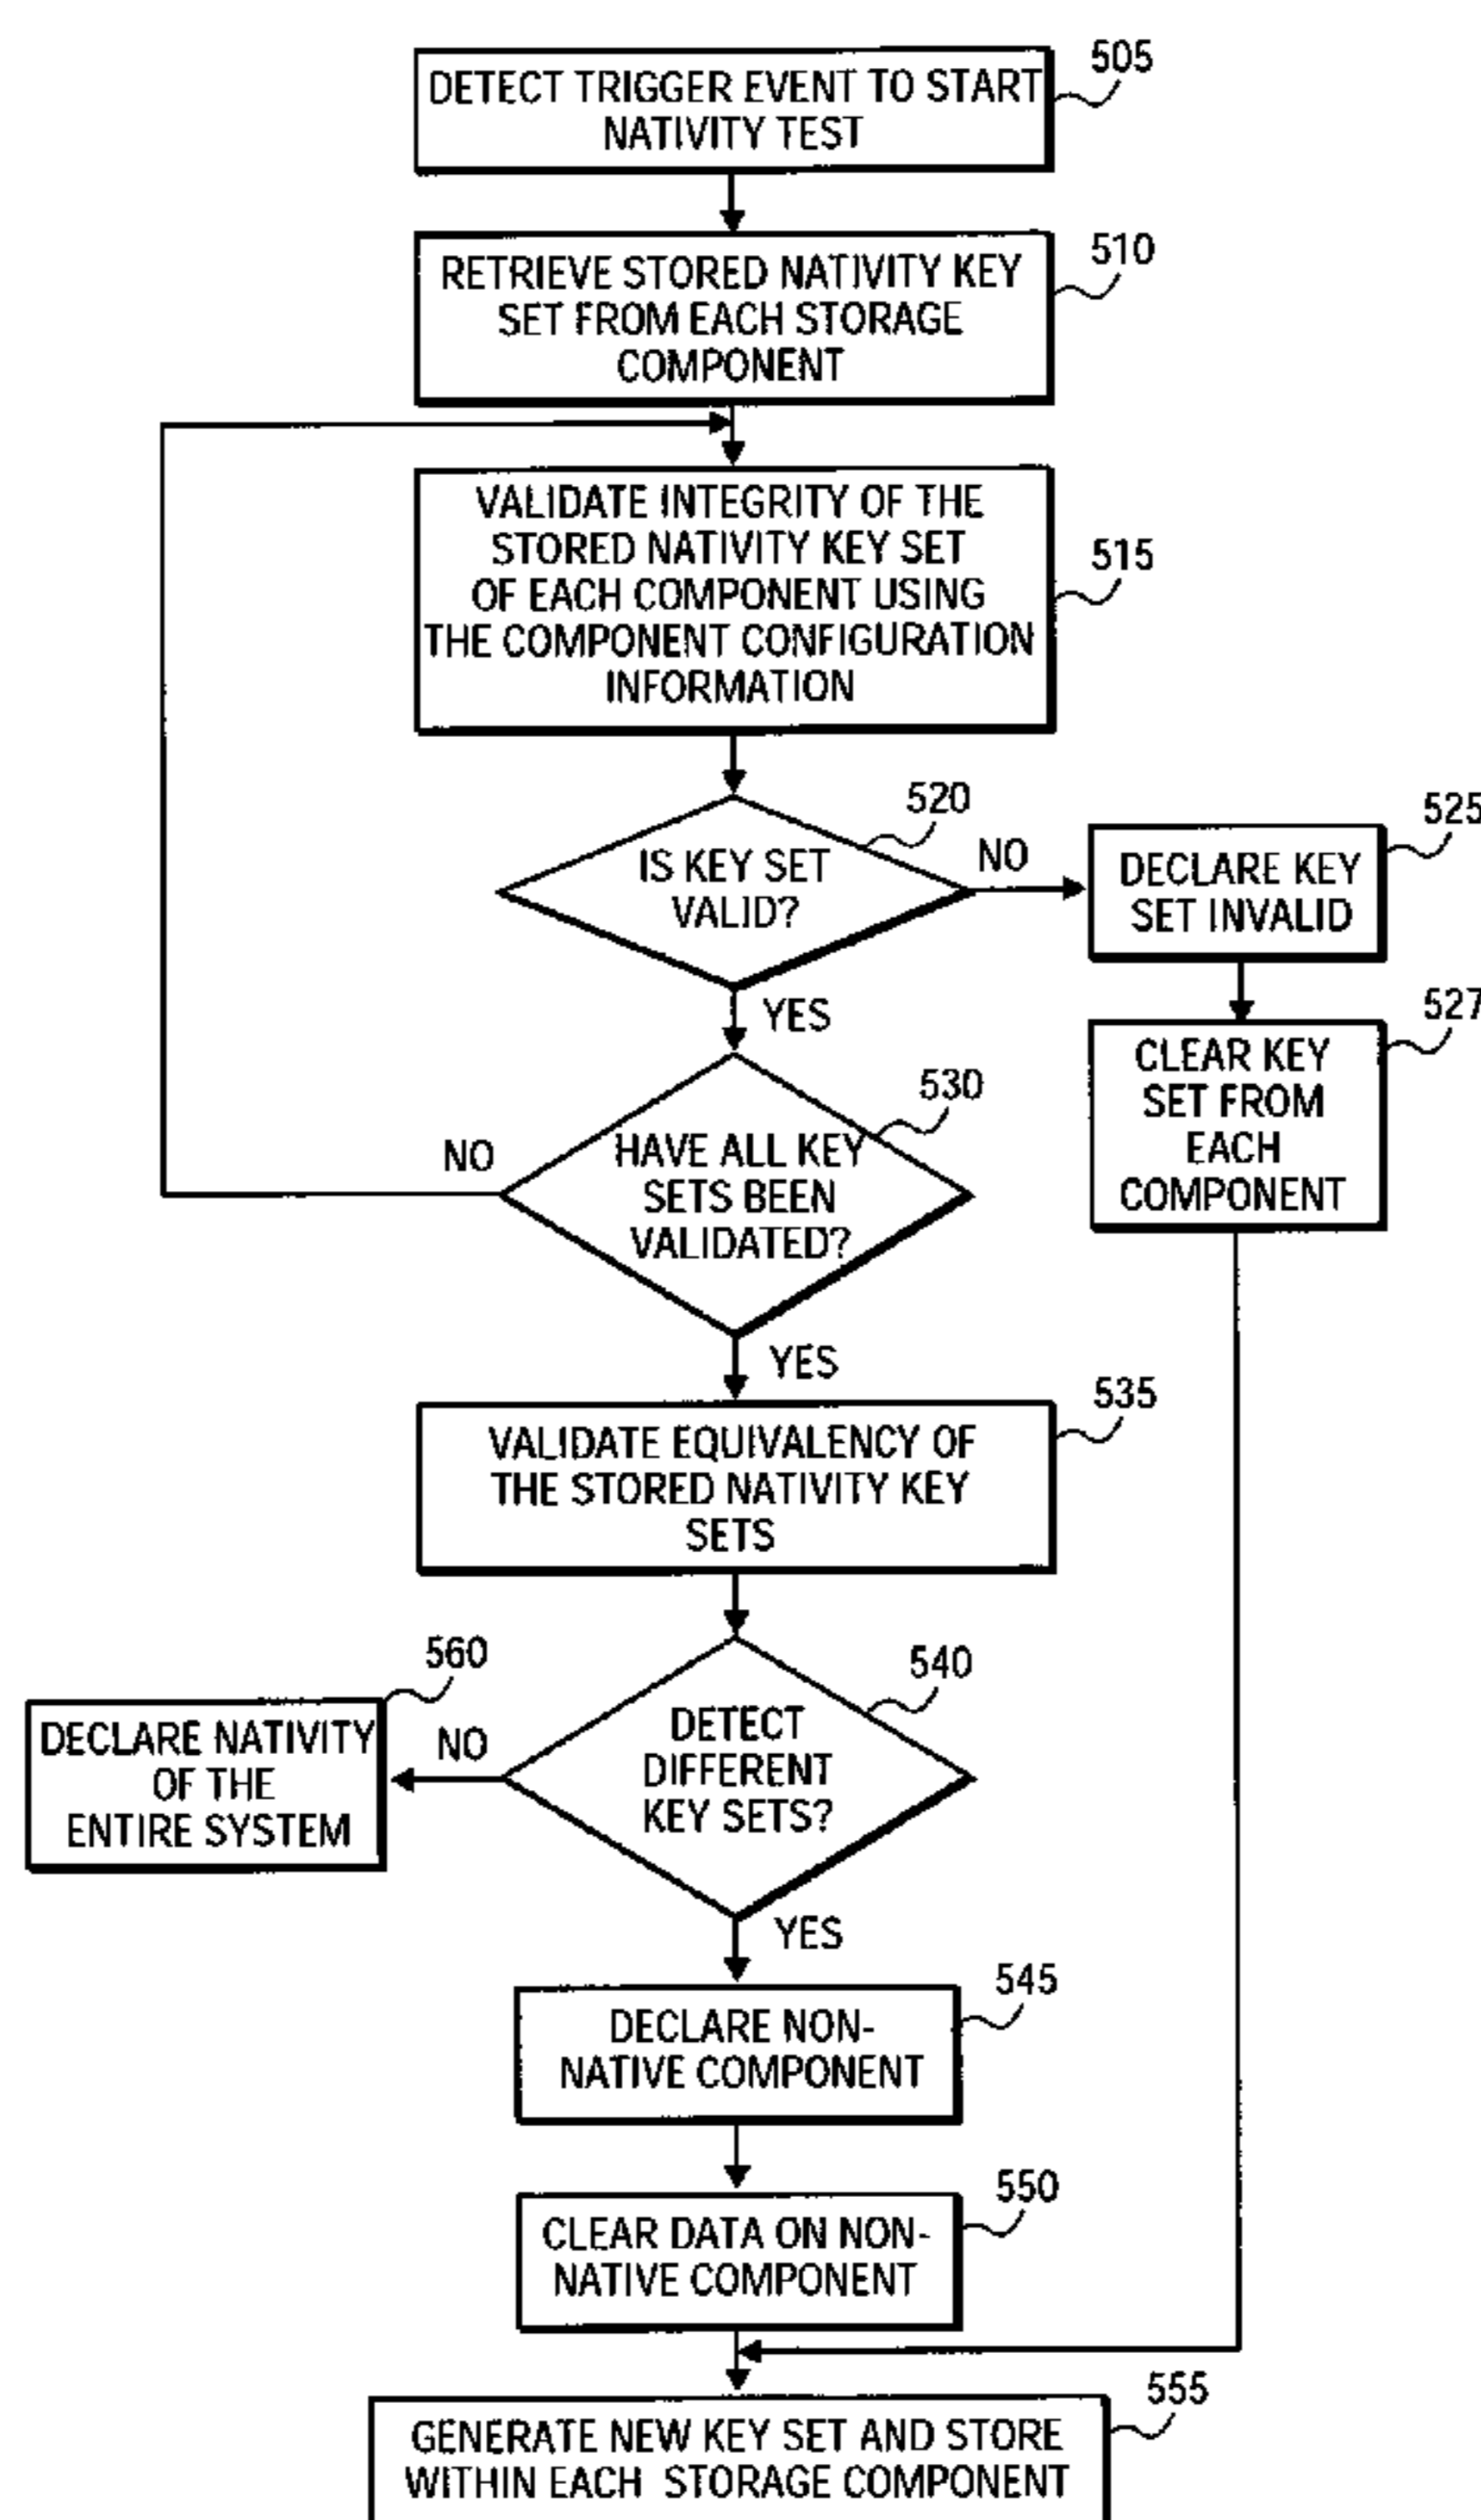 505
DETECT TRIGGER EVENT TO START
NATIVITY TEST
510
RETRIEVE STORED NATIVITY KEY
SET FROM EACH STORAGE
COMPONENT
VALIDATE INTEGRITY OF THE
STORED NATIVITY KEY SET
OF EACH COMPONENT USING
THE COMPONENT CONFIGURATION
INFORMATION
515
520
IS KEY SET
VALID?
NO
YES
525
DECLARE KEY
SET INVALID
527
CLEAR KEY
SET FROM
EACH
COMPONENT
530
HAVE ALL KEY
SETS BEEN
VALIDATED?
NO
YES
535
VALIDATE EQUIVALENCY OF
THE STORED NATIVITY KEY
SETS
540
DETECT
DIFFERENT
KEY SETS?
NO
560
DECLARE NATIVITY
OF THE
ENTIRE SYSTEM
YES
545
DECLARE NON-
NATIVE COMPONENT
550
CLEAR DATA ON NON-
NATIVE COMPONENT
555
GENERATE NEW KEY SET AND STORE
WITHIN EACH STORAGE COMPONENT